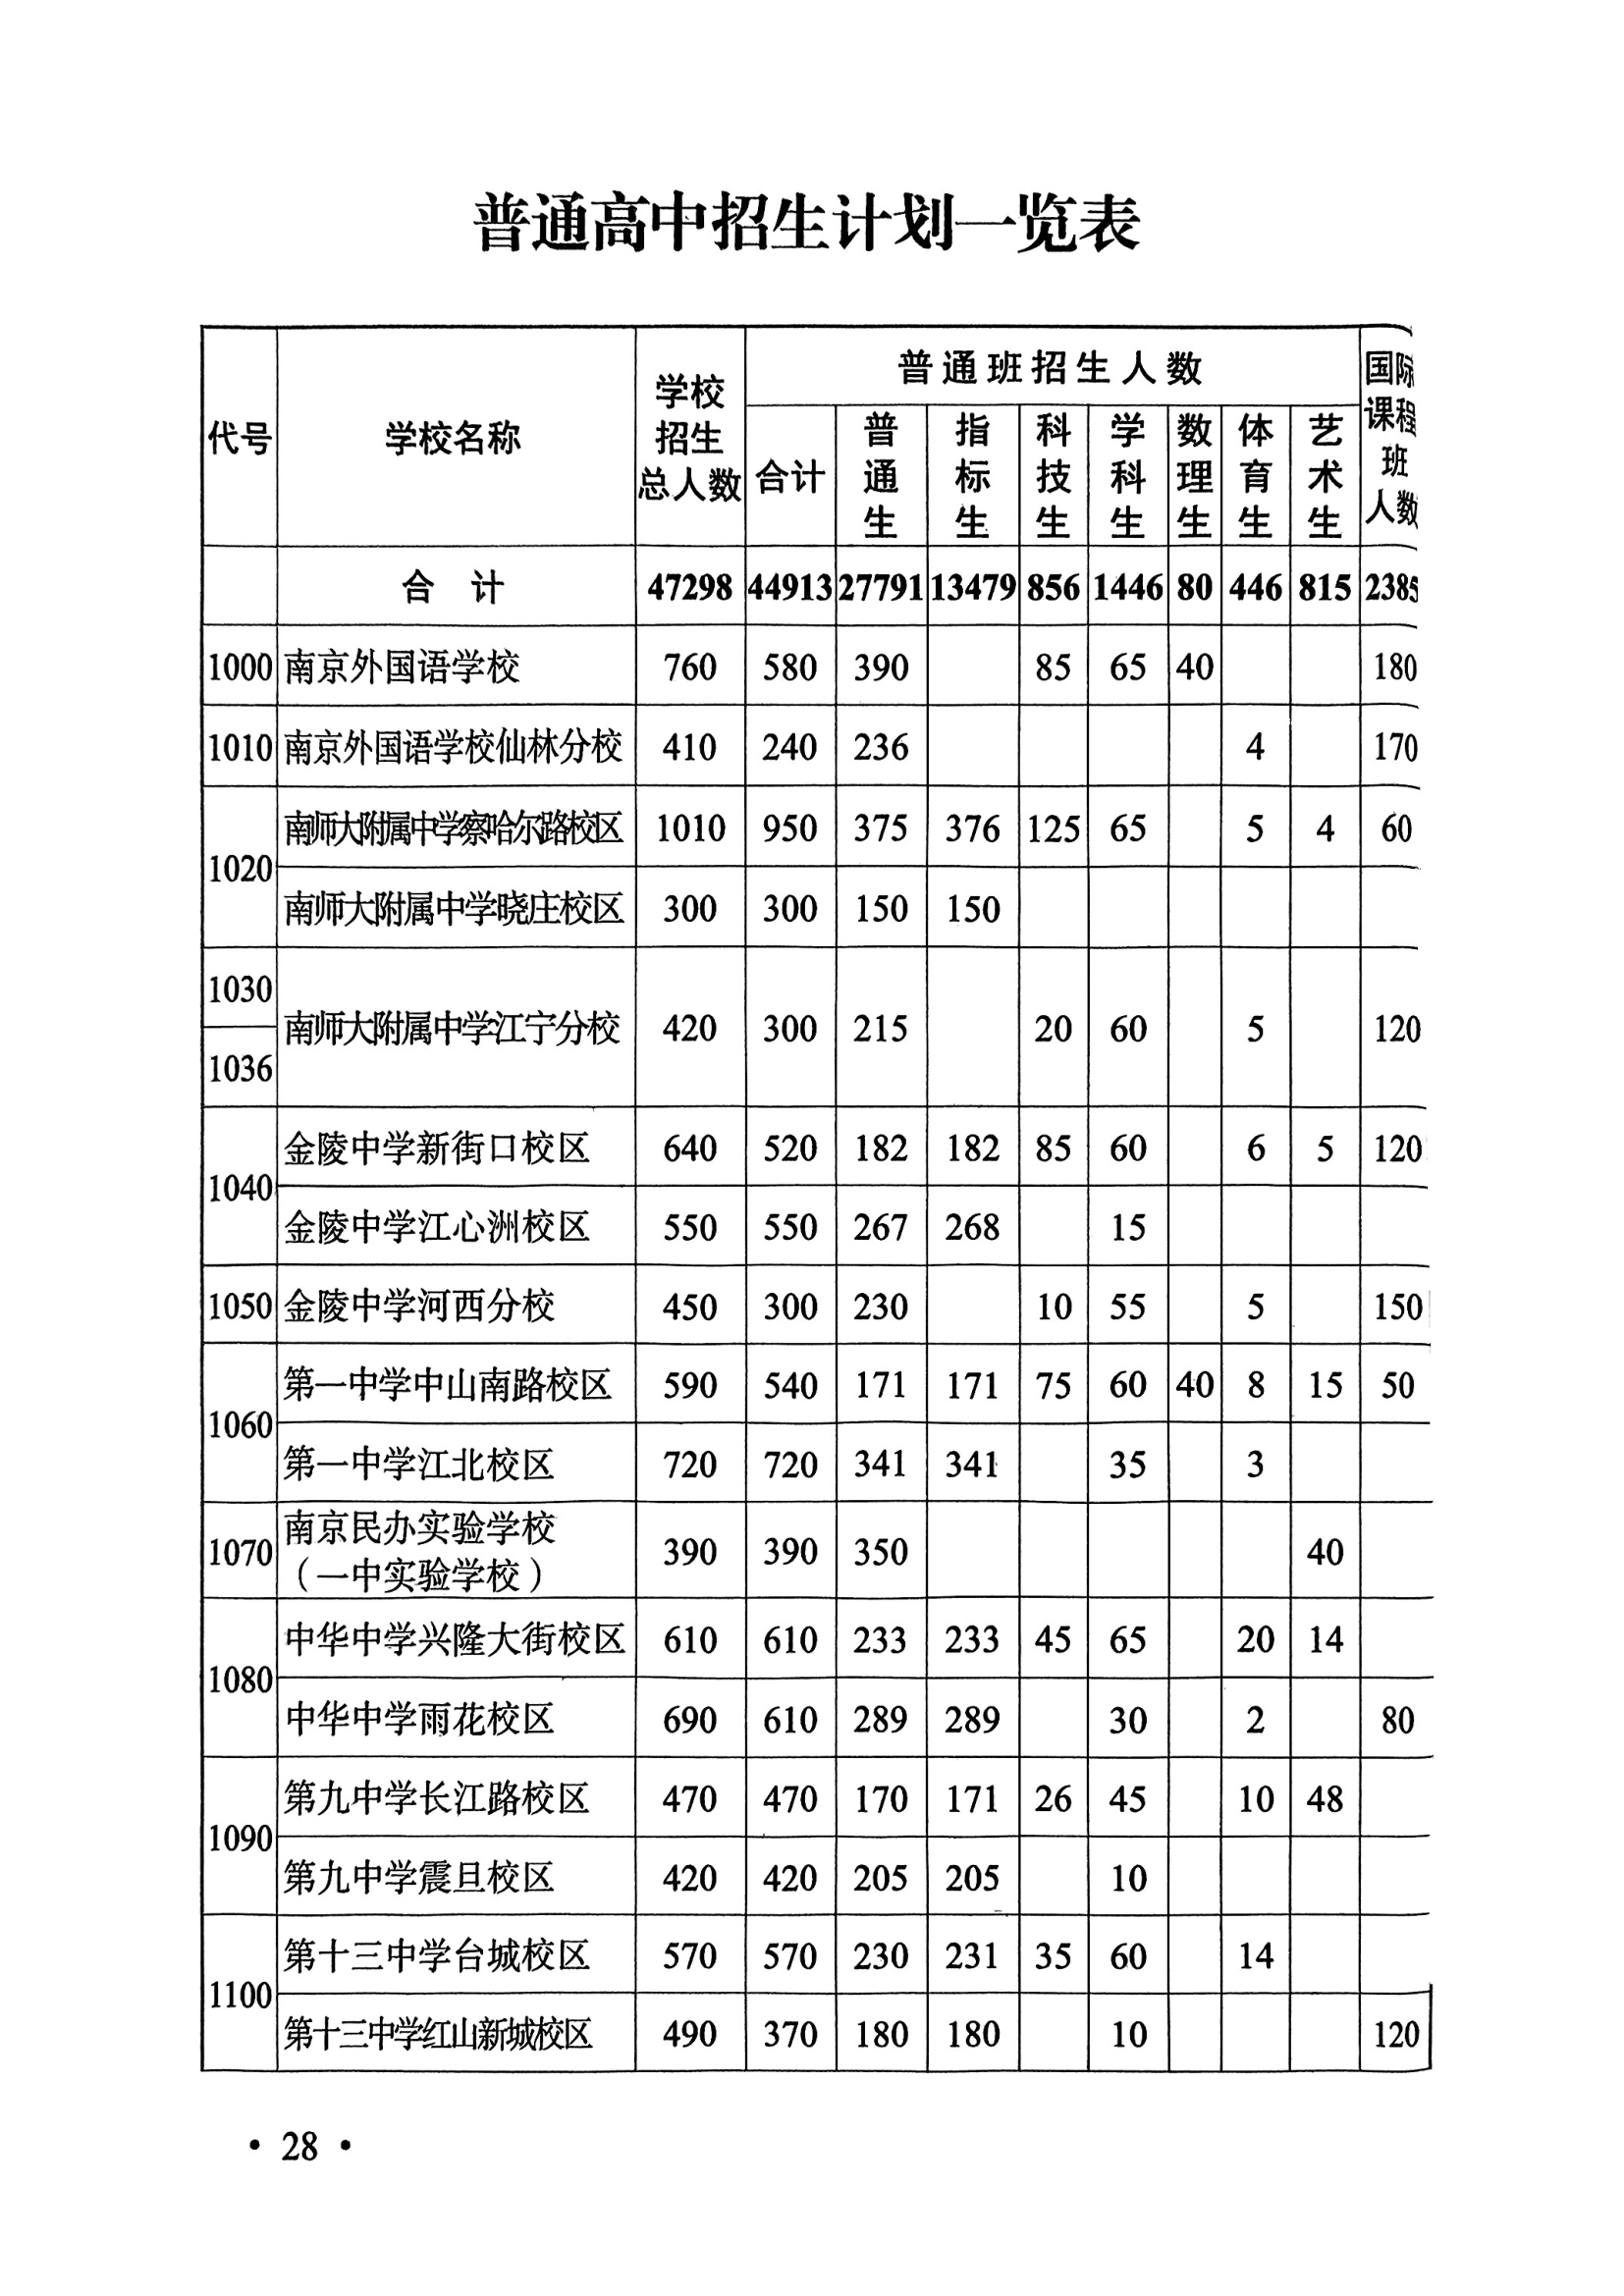 普通高中招生计划一览表
代号 学校名称 学校招生总人数 普通班招生人数 国际课程班人数
合计 普通生 指标生 科技生 学科生 数理生 体育生 艺术生
合 计 47298 44913 27791 13479 856 1446 80 446 815 2385
1000 南京外国语学校 760 580 390 85 65 40 180
1010 南京外国语学校仙林分校 410 240 236 4 170
1020 南师大附属中学察哈尔路校区 1010 950 375 376 125 65 5 4 60
南师大附属中学晓庄校区 300 300 150 150
1030
1036 南师大附属中学江宁分校 420 300 215 20 60 5 120
1040 金陵中学新街口校区 640 520 182 182 85 60 6 5 120
金陵中学江心洲校区 550 550 267 268 15
1050 金陵中学河西分校 450 300 230 10 55 5 150
1060 第一中学中山南路校区 590 540 171 171 75 60 40 8 15 50
第一中学江北校区 720 720 341 341 35 3
1070 南京民办实验学校
（一中实验学校） 390 390 350 40
1080 中华中学兴隆大街校区 610 610 233 233 45 65 20 14
中华中学雨花校区 690 610 289 289 30 2 80
1090 第九中学长江路校区 470 470 170 171 26 45 10 48
第九中学震旦校区 420 420 205 205 10
1100 第十三中学台城校区 570 570 230 231 35 60 14
第十三中学红山新城校区 490 370 180 180 10 120
• 28 •